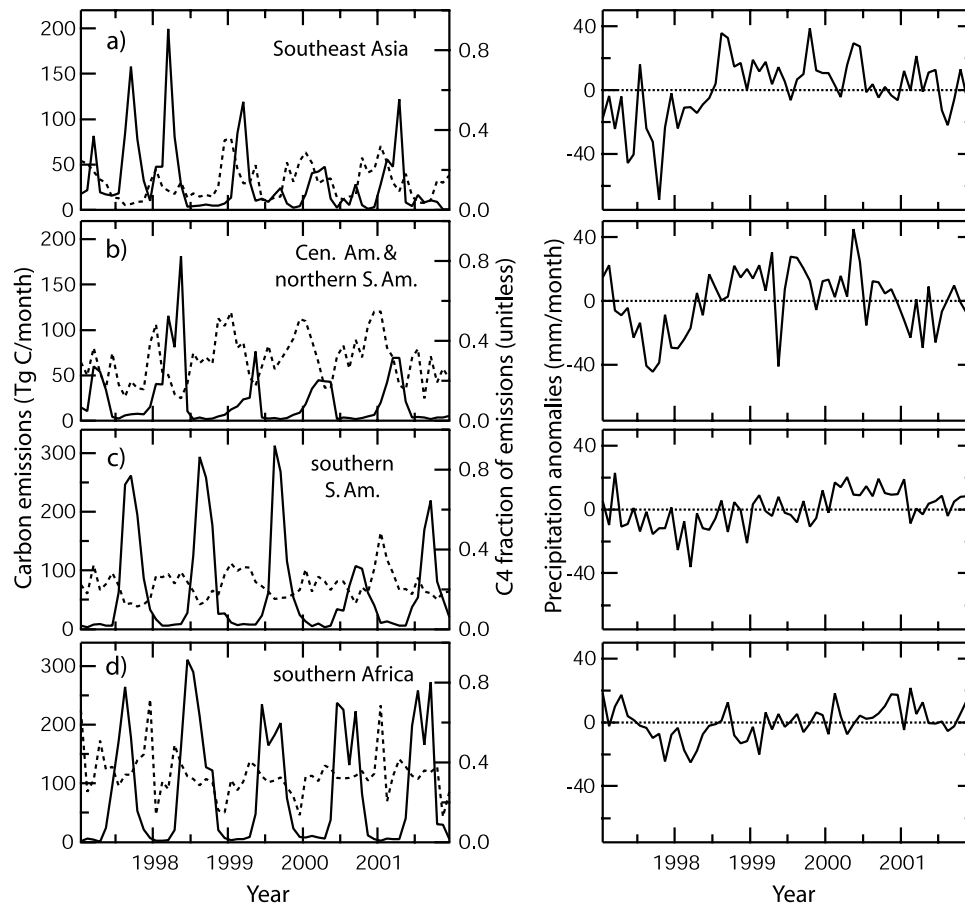 a)
Southeast Asia
200
150
100
50
0
0.8
0.4
0.0
40
0
-40
b)
Cen. Am. &
northern S. Am.
200
150
100
50
0
0.8
0.4
0.0
40
0
-40
c)
southern
S. Am.
300
200
100
0
0.8
0.4
0.0
40
0
-40
d)
southern Africa
300
200
100
0
0.8
0.4
0.0
40
0
-40
Carbon emissions (Tg C/month)
C4 fraction of emissions (unitless)
Precipitation anomalies (mm/month)
1998 1999 2000 2001
Year
1998 1999 2000 2001
Year